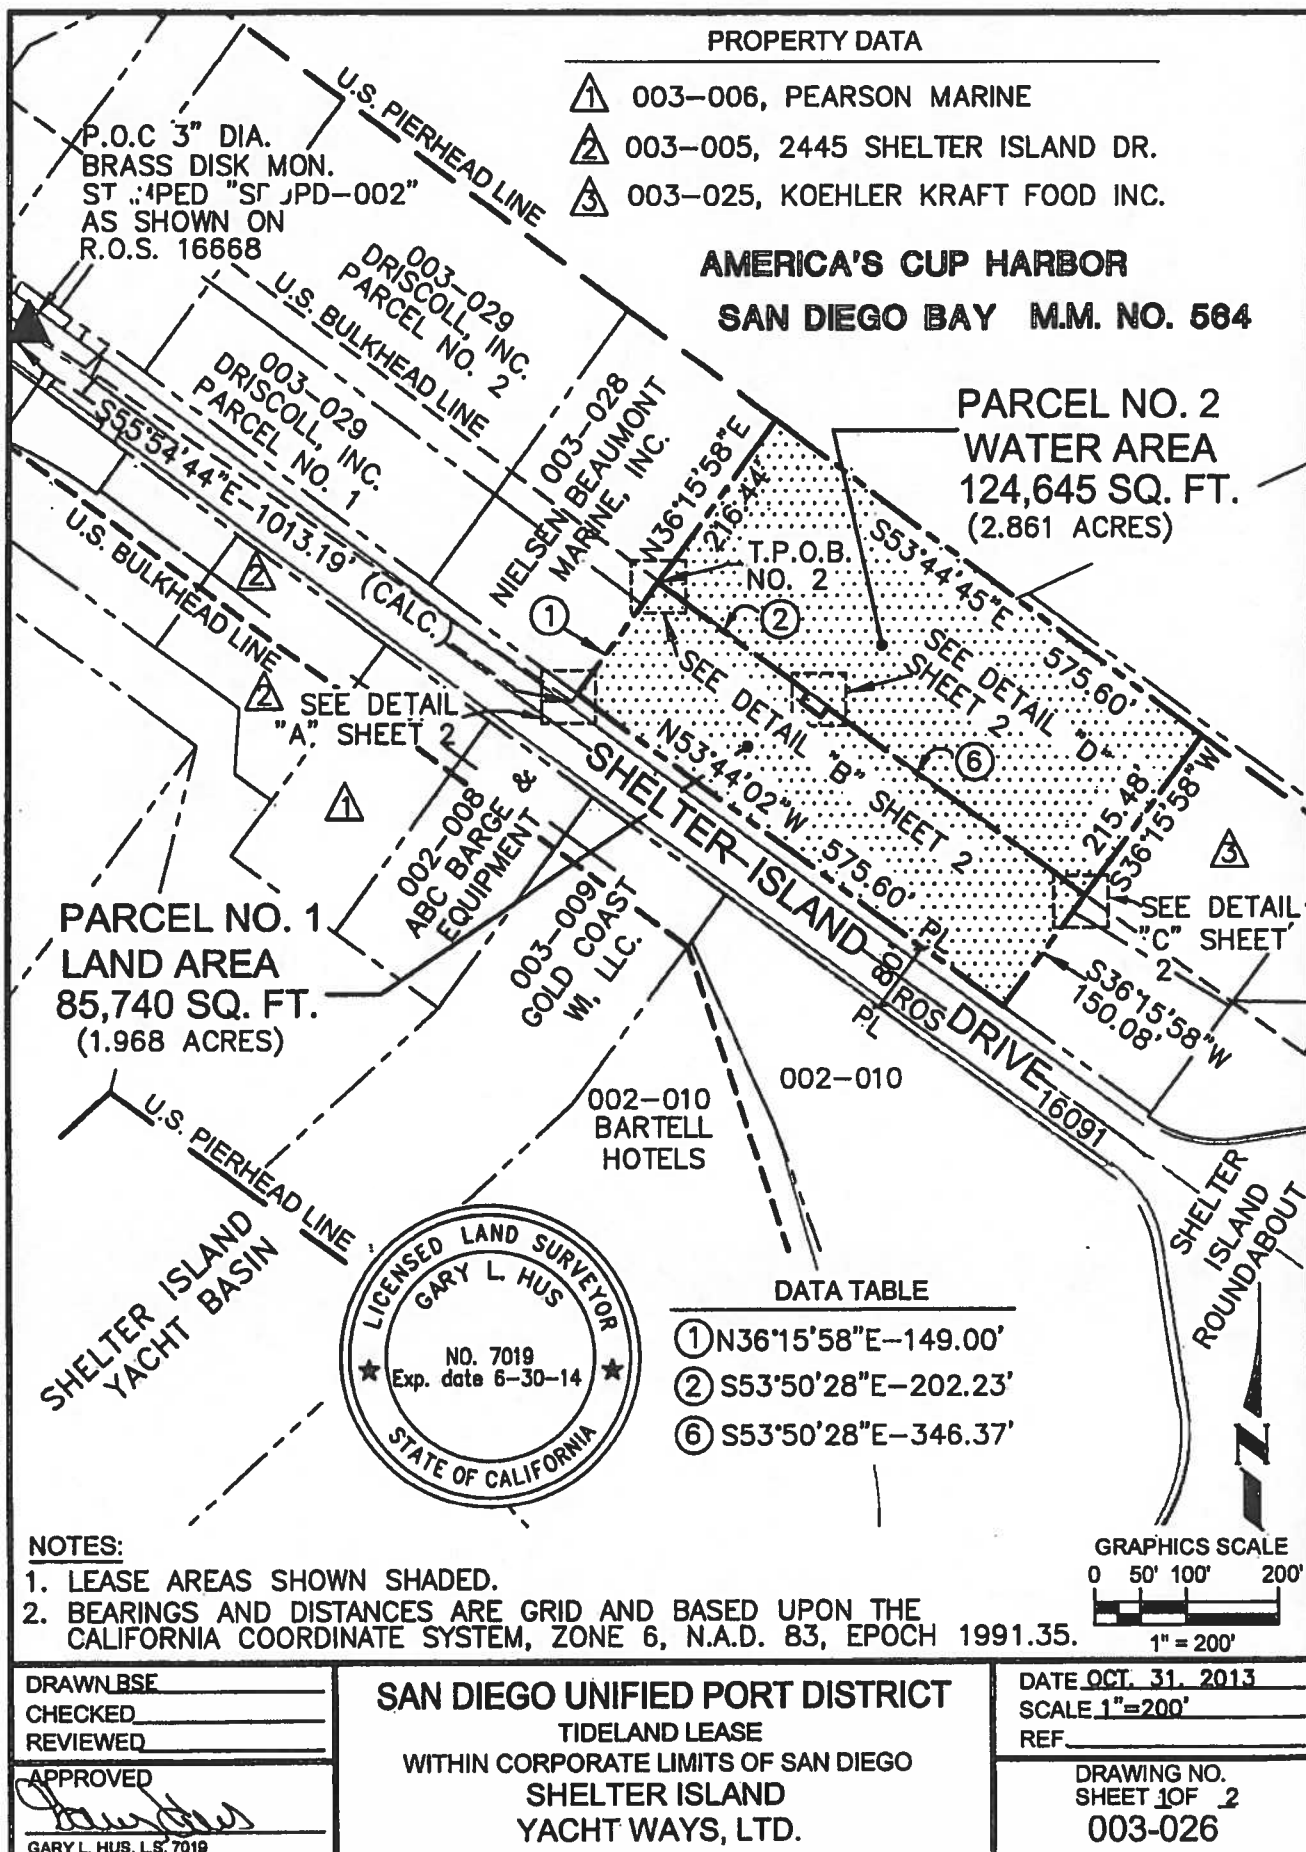 PROPERTY DATA
1 003-006, PEARSON MARINE
2 003-005, 2445 SHELTER ISLAND DR.
3 003-025, KOEHLER KRAFT FOOD INC.
AMERICA'S CUP HARBOR
SAN DIEGO BAY M.M. NO. 564
U.S. PIERHEAD LINE
P.O.C 3" DIA.
BRASS DISK MON.
"SDUPD-002"
AS SHOWN ON
R.O.S. 16668
003-029
DRISCOLL, INC.
PARCEL NO. 2
U.S. BULKHEAD LINE
003-029
DRISCOLL, INC.
PARCEL NO. 1
003-028
NIELSEN BEAUMONT
MARINE, INC.
S55°54'44"E-1013.19' (CALC.)
U.S. BULKHEAD LINE
PARCEL NO. 2
WATER AREA
124,645 SQ. FT.
(2.861 ACRES)
N36°15'58"E
216.44'
T.P.O.B.
NO. 2
S53°44'45"E 575.60'
1
2
2
2
SEE DETAIL
"A" SHEET 2
SEE DETAIL "B" SHEET 2
SEE DETAIL "D"
SHEET 2
6
N53°44'02"W 575.60'
215.48'
S36°15'58"W
3
SEE DETAIL
"C" SHEET
2
S36°15'58"W
150.08'
1
002-008
ABC BARGE &
EQUIPMENT
003-009
GOLD COAST
WI, LLC.
SHELTER ISLAND DRIVE
PL
80'
PL
ROS 16091
PARCEL NO. 1
LAND AREA
85,740 SQ. FT.
(1.968 ACRES)
002-010
002-010
BARTELL
HOTELS
U.S. PIERHEAD LINE
SHELTER ISLAND
YACHT BASIN
SHELTER
ISLAND
ROUNDABOUT
LICENSED LAND SURVEYOR
GARY L. HUS
NO. 7019
Exp. date 6-30-14
STATE OF CALIFORNIA
DATA TABLE
1 N36°15'58"E-149.00'
2 S53°50'28"E-202.23'
6 S53°50'28"E-346.37'
N
NOTES:
1. LEASE AREAS SHOWN SHADED.
2. BEARINGS AND DISTANCES ARE GRID AND BASED UPON THE
CALIFORNIA COORDINATE SYSTEM, ZONE 6, N.A.D. 83, EPOCH 1991.35.
GRAPHICS SCALE
0 50' 100' 200'
1" = 200'
DRAWN BSE
CHECKED
REVIEWED
APPROVED
GARY L. HUS, L.S. 7019
SAN DIEGO UNIFIED PORT DISTRICT
TIDELAND LEASE
WITHIN CORPORATE LIMITS OF SAN DIEGO
SHELTER ISLAND
YACHT WAYS, LTD.
DATE OCT. 31, 2013
SCALE 1"=200'
REF.
DRAWING NO.
SHEET 1 OF 2
003-026